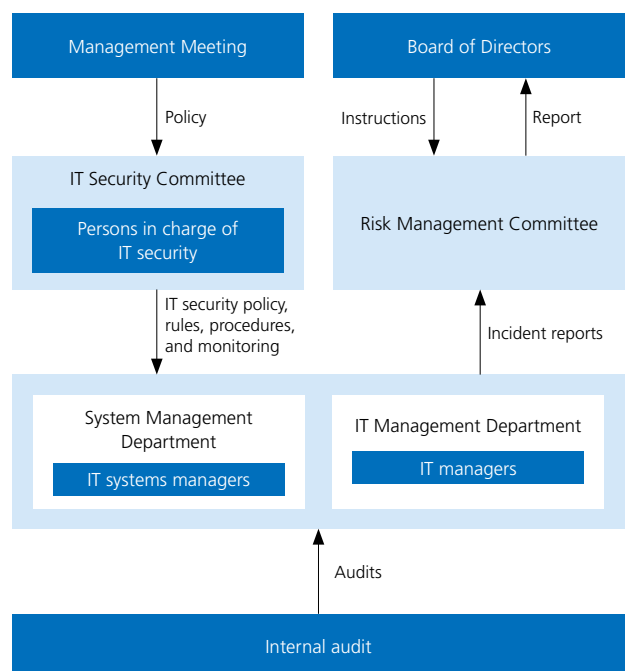 Management Meeting
Board of Directors
Policy
Instructions
Report
IT Security Committee
Persons in charge of
IT security
Risk Management Committee
IT security policy,
rules, procedures,
and monitoring
Incident reports
System Management
Department
IT systems managers
IT Management Department
IT managers
Audits
Internal audit